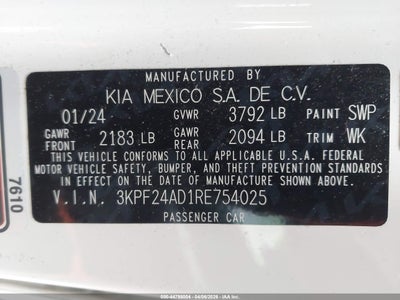 MANUFACTURED BY
KIA MEXICO S.A. DE C.V.
01/24 GVWR 3792 LB PAINT SWP
GAWR FRONT 2183 LB GAWR REAR 2094 LB TRIM WK
THIS VEHICLE CONFORMS TO ALL APPLICABLE U.S.A. FEDERAL
MOTOR VEHICLE SAFETY, BUMPER, AND THEFT PREVENTION STANDARDS
IN EFFECT ON THE DATE OF MANUFACTURE SHOWN ABOVE.
V.I.N. 3KPF24AD1RE754025
PASSENGER CAR
7610